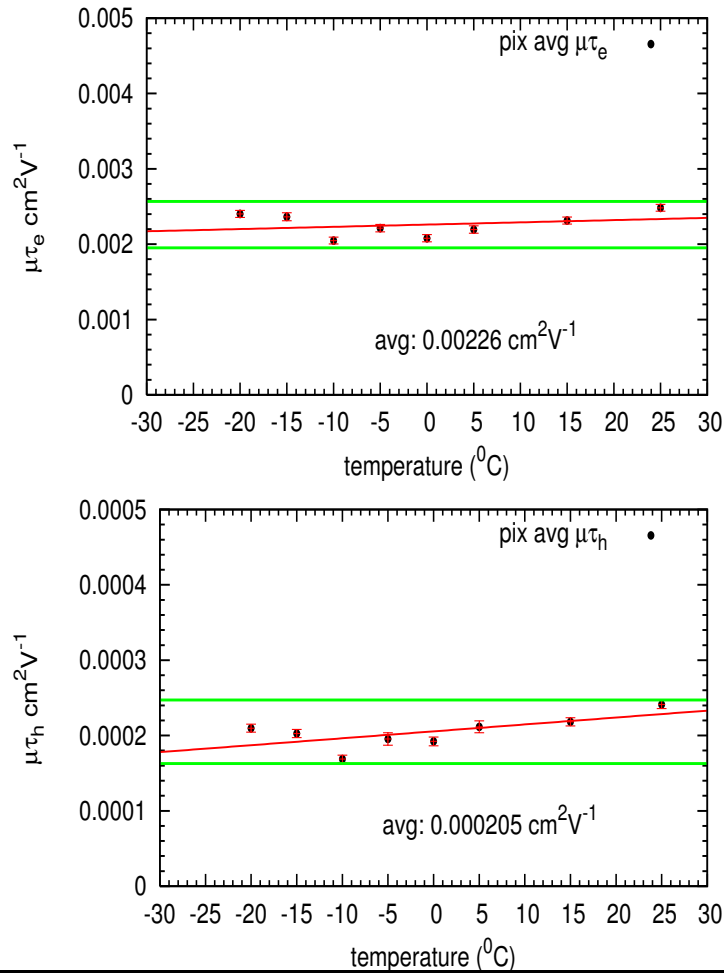 0.005
pix avg μτe
0.004
0.003
0.002
0.001
0
μτe cm²V⁻¹
avg: 0.00226 cm²V⁻¹
-30 -25 -20 -15 -10 -5 0 5 10 15 20 25 30
temperature (⁰C)
0.0005
pix avg μτh
0.0004
0.0003
0.0002
0.0001
0
μτh cm²V⁻¹
avg: 0.000205 cm²V⁻¹
-30 -25 -20 -15 -10 -5 0 5 10 15 20 25 30
temperature (⁰C)